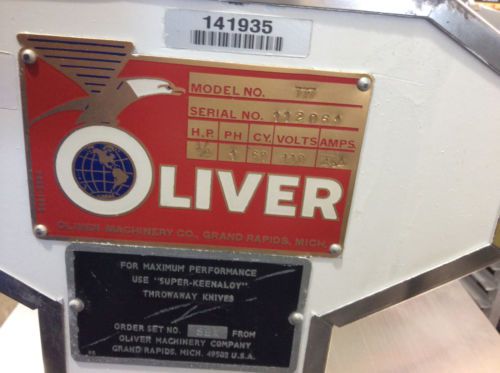 141935
MODEL NO. 777
SERIAL NO.
H.P. PH CY. VOLTS AMPS.
OLIVER
OLIVER MACHINERY CO., GRAND RAPIDS, MICH.
FOR MAXIMUM PERFORMANCE
USE "SUPER-KEENALOY"
THROWAWAY KNIVES
ORDER SET NO. FROM
OLIVER MACHINERY COMPANY
GRAND RAPIDS, MICH. 49502 U.S.A.